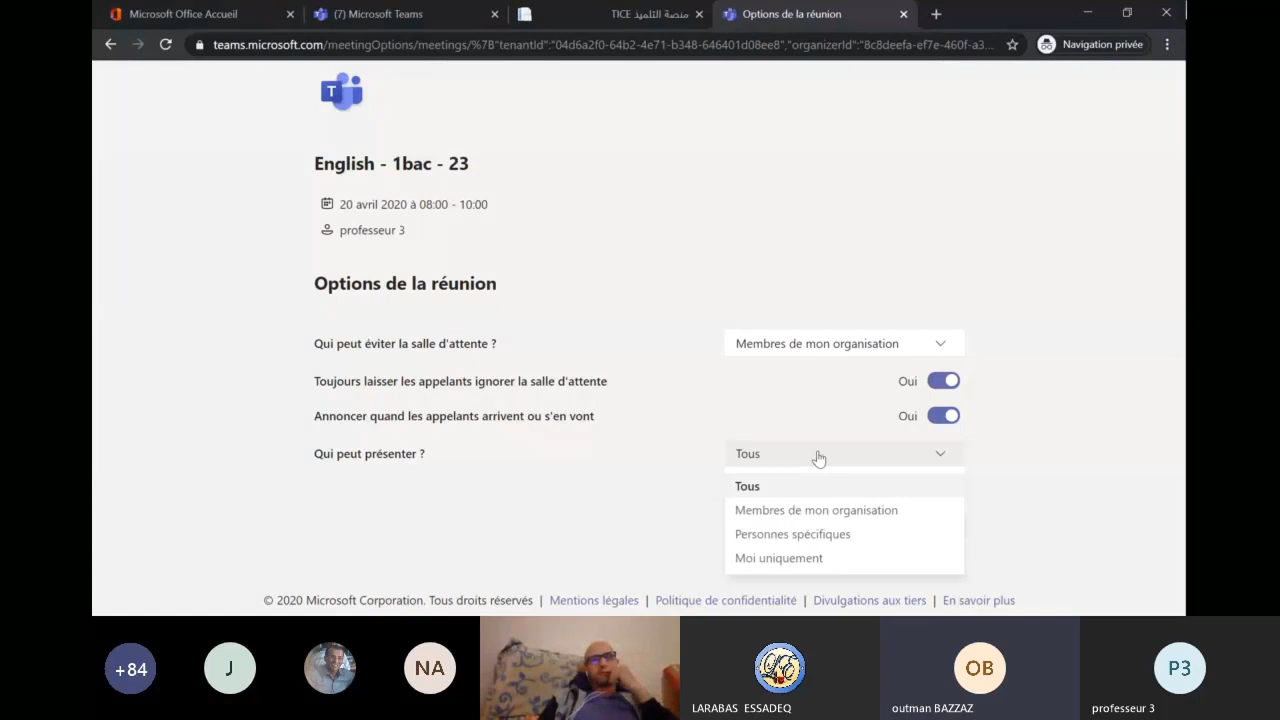 Microsoft Office Accueil
(7) Microsoft Teams
منصة التلميذ TICE
Options de la réunion
teams.microsoft.com/meetingOptions/meetings/%7B"tenantId":"04d6a2f0-64b2-4e71-b348-646401d08ee8","organizerId":"8c8deefa-ef7e-460f-a3...
Navigation privée
T
English - 1bac - 23
20 avril 2020 à 08:00 - 10:00
professeur 3
Options de la réunion
Qui peut éviter la salle d'attente ?
Membres de mon organisation
Toujours laisser les appelants ignorer la salle d'attente
Oui
Annoncer quand les appelants arrivent ou s'en vont
Oui
Qui peut présenter ?
Tous
Tous
Membres de mon organisation
Personnes spécifiques
Moi uniquement
© 2020 Microsoft Corporation. Tous droits réservés | Mentions légales | Politique de confidentialité | Divulgations aux tiers | En savoir plus
+84
J
NA
OB
P3
LARABAS ESSADEQ
outman BAZZAZ
professeur 3